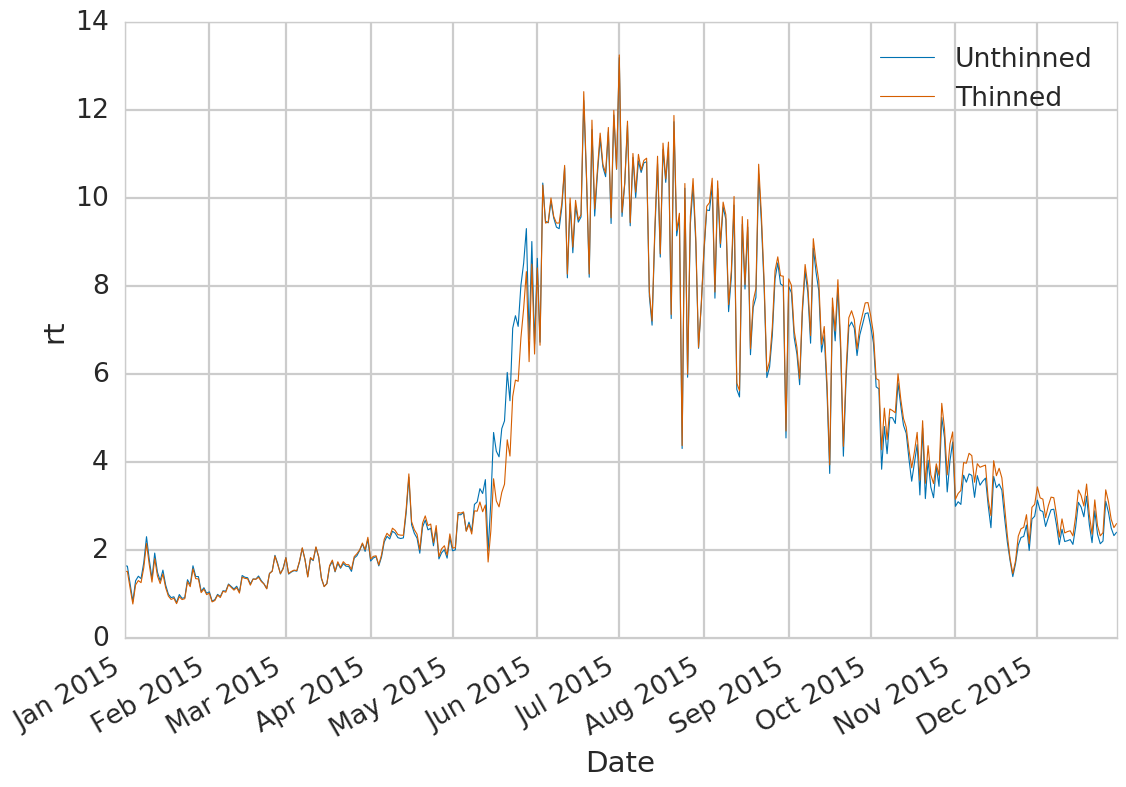 14
12
10
8
6
4
2
0
rt
Unthinned
Thinned
Jan 2015
Feb 2015
Mar 2015
Apr 2015
May 2015
Jun 2015
Jul 2015
Aug 2015
Sep 2015
Oct 2015
Nov 2015
Dec 2015
Date